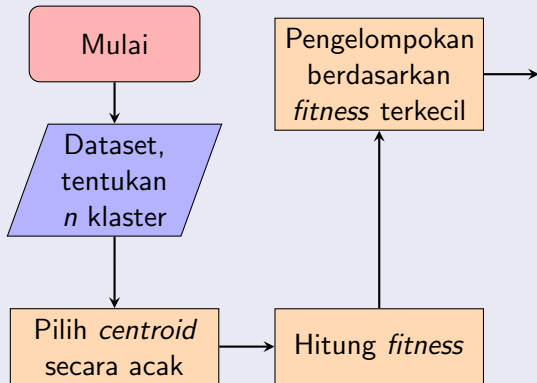 Mulai
Dataset,
tentukan
n klaster
Pilih centroid
secara acak
Hitung fitness
Pengelompokan
berdasarkan
fitness terkecil